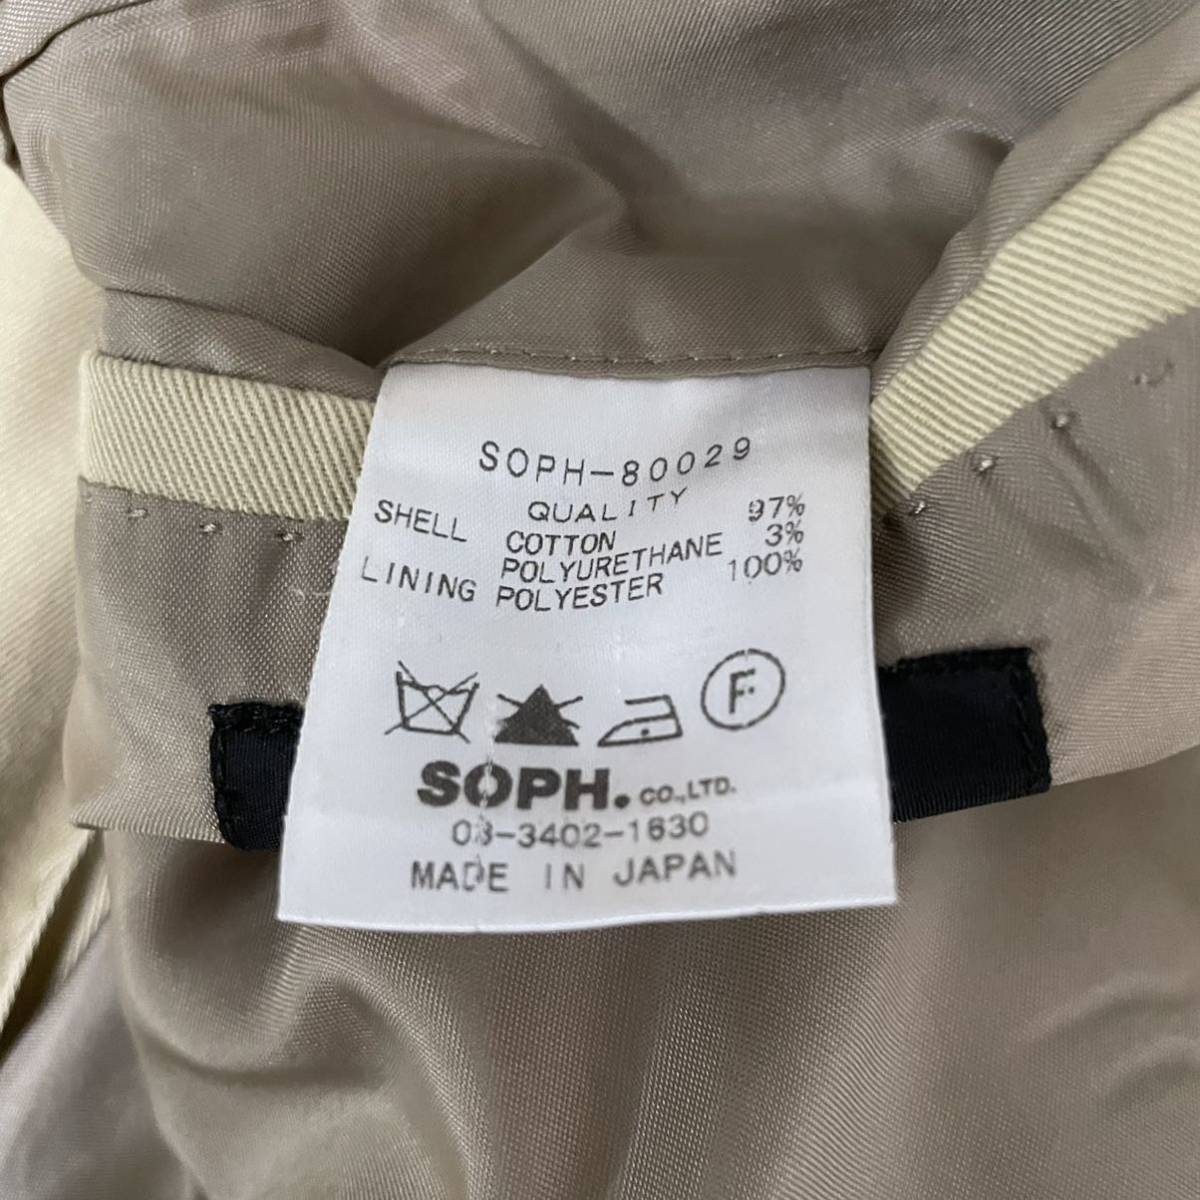 SOPH-80029
QUALITY
SHELL COTTON 97%
POLYURETHANE 3%
LINING POLYESTER 100%
F
SOPH. CO.,LTD.
03-3402-1630
MADE IN JAPAN